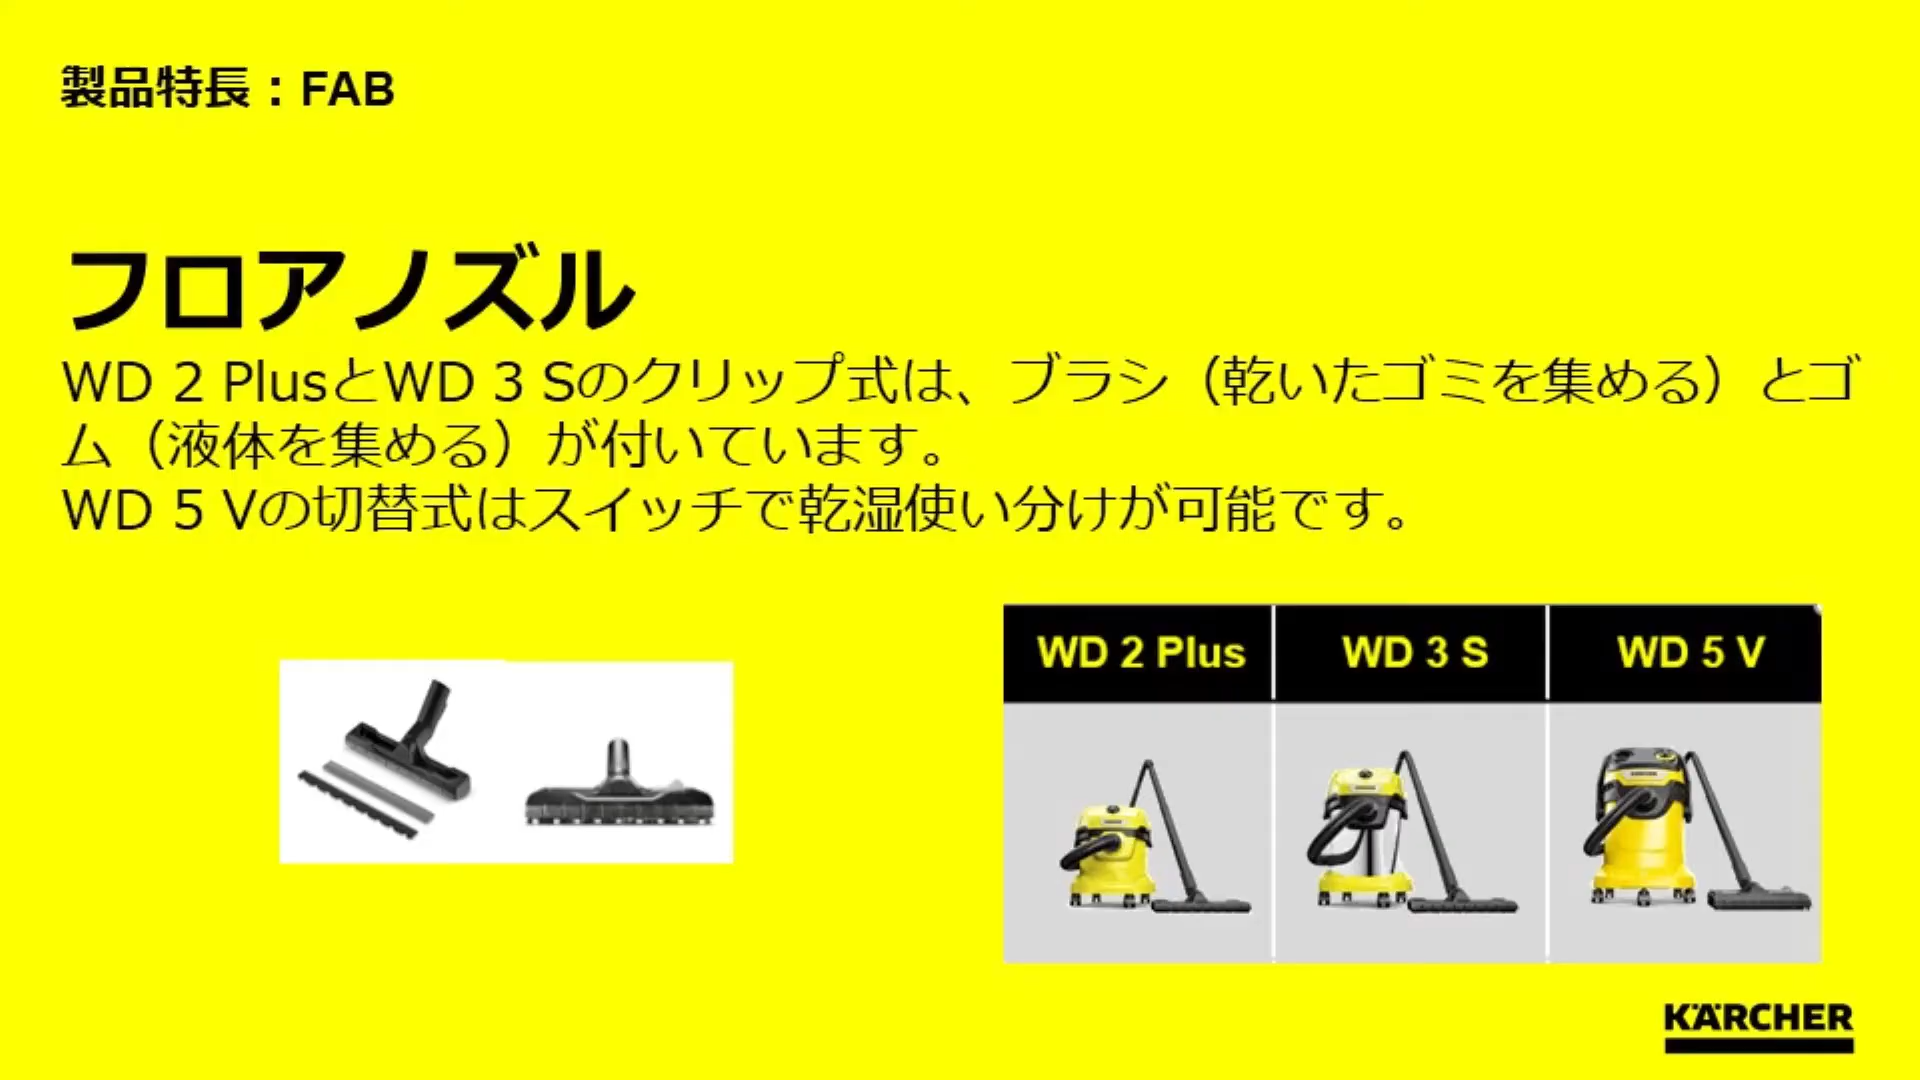 製品特長：FAB
フロアノズル
WD 2 PlusとWD 3 Sのクリップ式は、ブラシ（乾いたゴミを集める）とゴ
ム（液体を集める）が付いています。
WD 5 Vの切替式はスイッチで乾湿使い分けが可能です。
WD 2 Plus
WD 3 S
WD 5 V
KÄRCHER